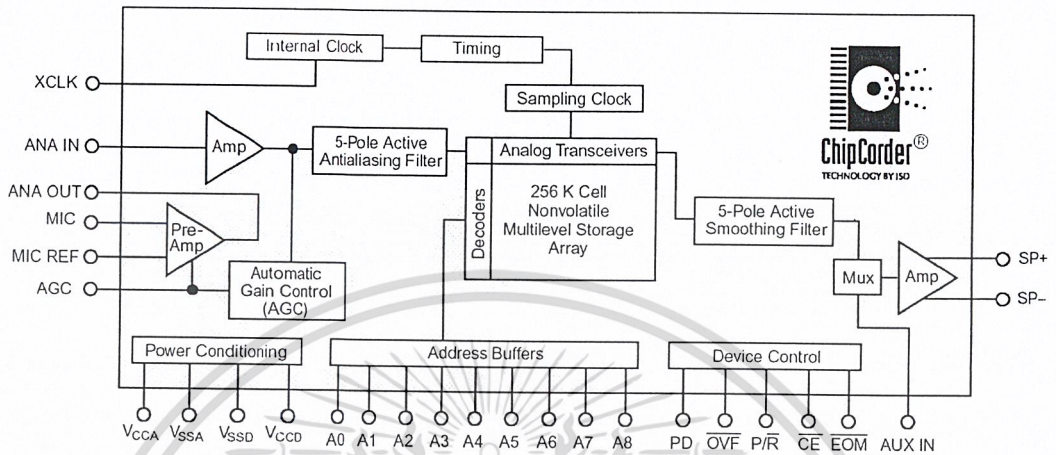 Internal Clock
Timing
XCLK
Sampling Clock
ChipCorder®
TECHNOLOGY BY ISD
ANA IN
Amp
5-Pole Active
Antialiasing Filter
Analog Transceivers
Decoders
256 K Cell
Nonvolatile
Multilevel Storage
Array
ANA OUT
MIC
Pre-
Amp
MIC REF
AGC
Automatic
Gain Control
(AGC)
5-Pole Active
Smoothing Filter
Mux
Amp
SP+
SP–
Power Conditioning
Address Buffers
Device Control
VCCA VSSA VSSD VCCD A0 A1 A2 A3 A4 A5 A6 A7 A8 PD OVF P/R CE EOM AUX IN